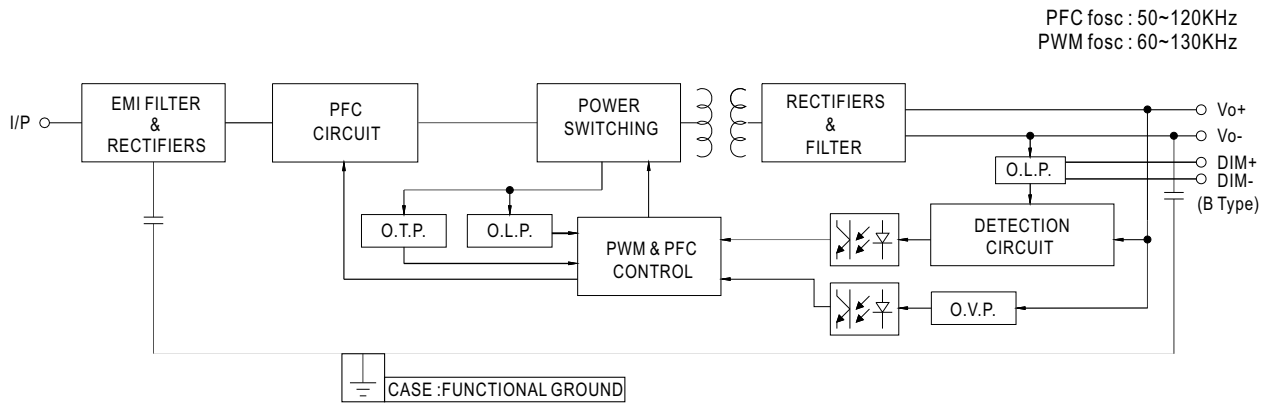 PFC fosc : 50~120KHz
PWM fosc : 60~130KHz
I/P
EMI FILTER
&
RECTIFIERS
PFC
CIRCUIT
POWER
SWITCHING
RECTIFIERS
&
FILTER
Vo+
Vo-
DIM+
DIM-
(B Type)
O.L.P.
O.T.P.
O.L.P.
PWM & PFC
CONTROL
DETECTION
CIRCUIT
O.V.P.
CASE :FUNCTIONAL GROUND